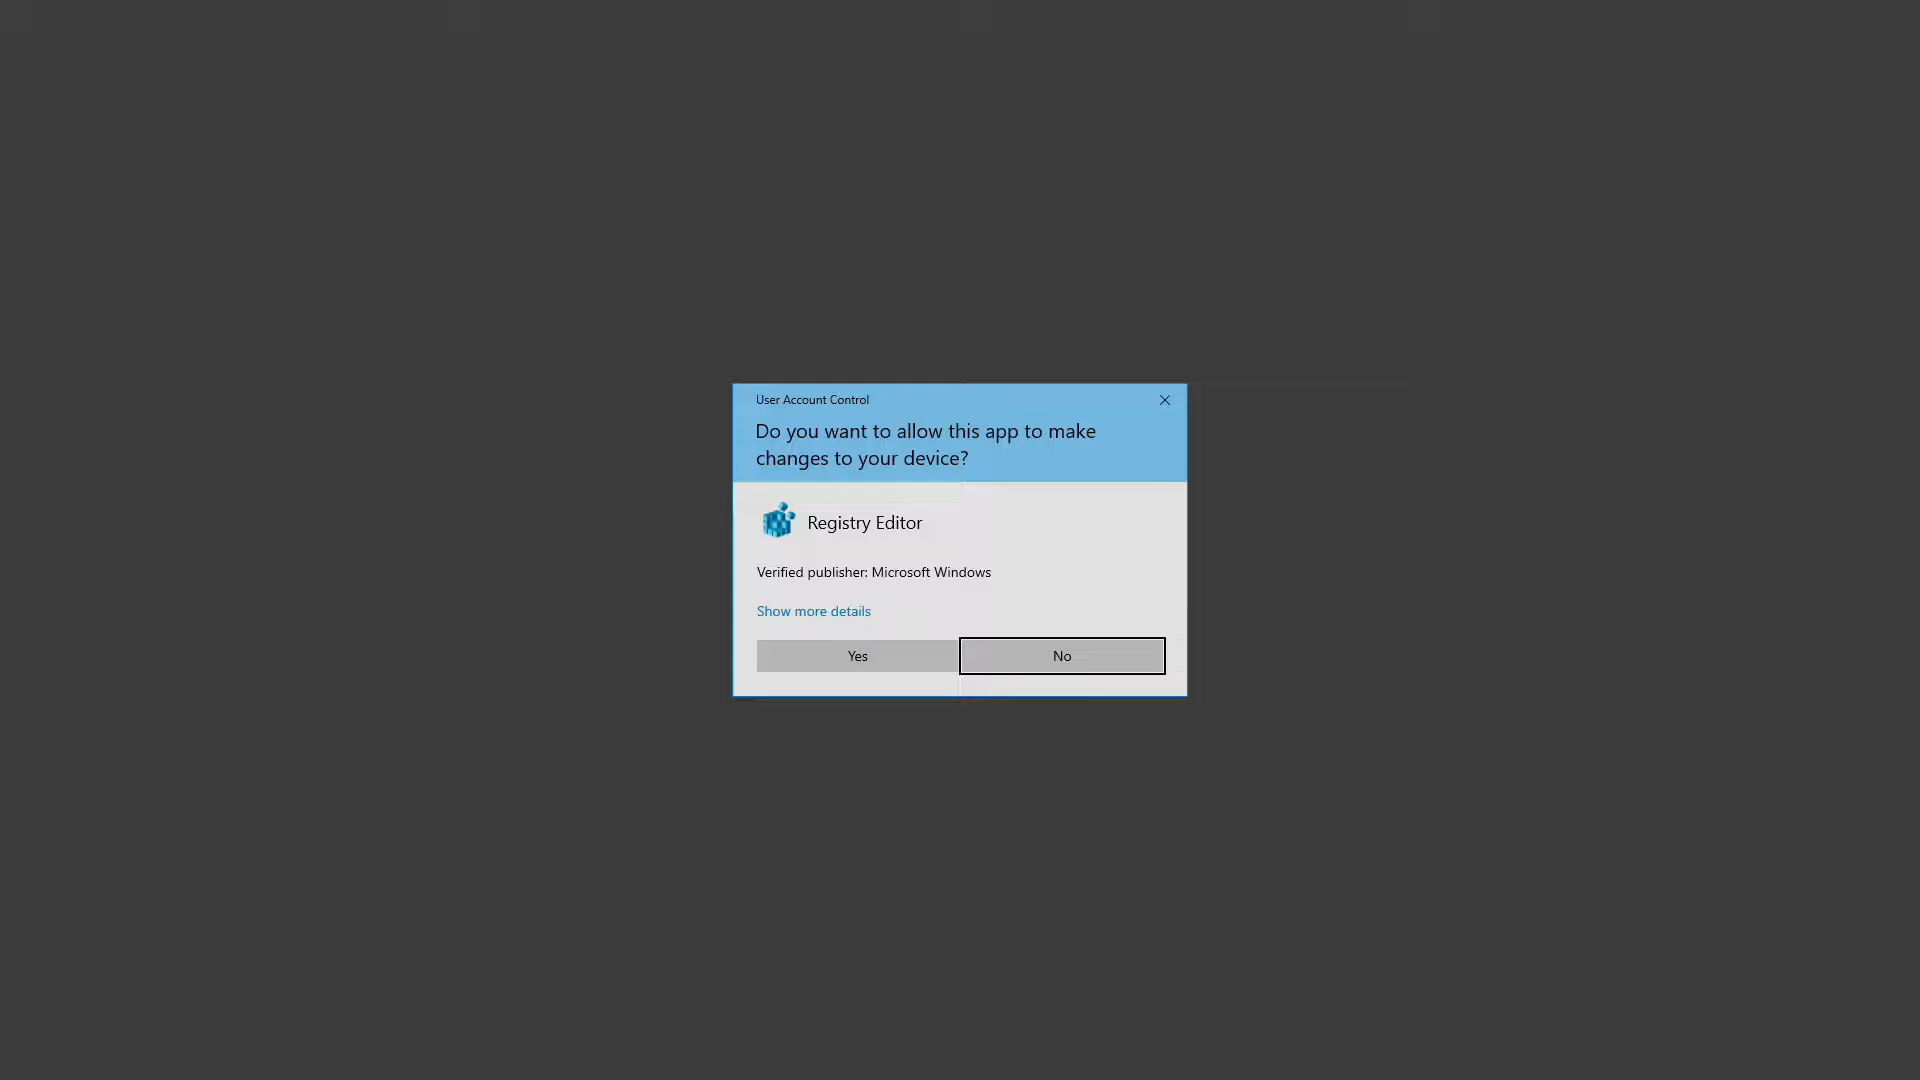 User Account Control
Do you want to allow this app to make
changes to your device?
Registry Editor
Verified publisher: Microsoft Windows
Show more details
Yes
No